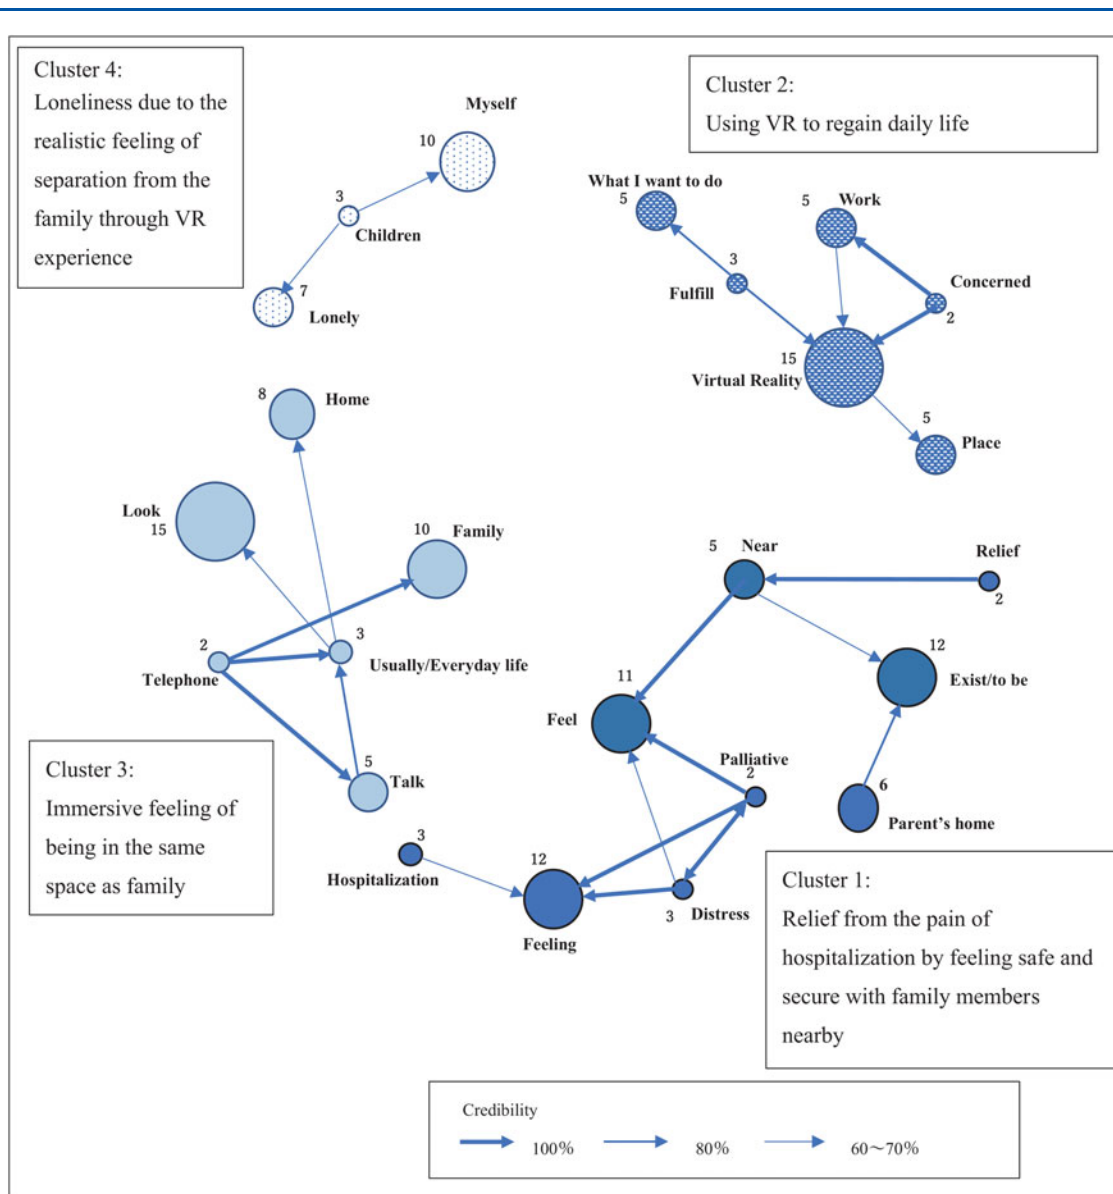 Cluster 4:
Loneliness due to the
realistic feeling of
separation from the
family through VR
experience
Myself
10
3
Children
7
Lonely
Cluster 2:
Using VR to regain daily life
What I want to do
5
5
Work
3
Fulfill
Concerned
2
15
Virtual Reality
5
Place
8
Home
Look
15
10
Family
2
Telephone
3
Usually/Everyday life
5
Talk
Cluster 3:
Immersive feeling of
being in the same
space as family
5
Near
Relief
2
12
Exist/to be
11
Feel
Palliative
2
6
Parent's home
3
Hospitalization
12
Feeling
3
Distress
Cluster 1:
Relief from the pain of
hospitalization by feeling safe and
secure with family members
nearby
Credibility
100%
80%
60～70%